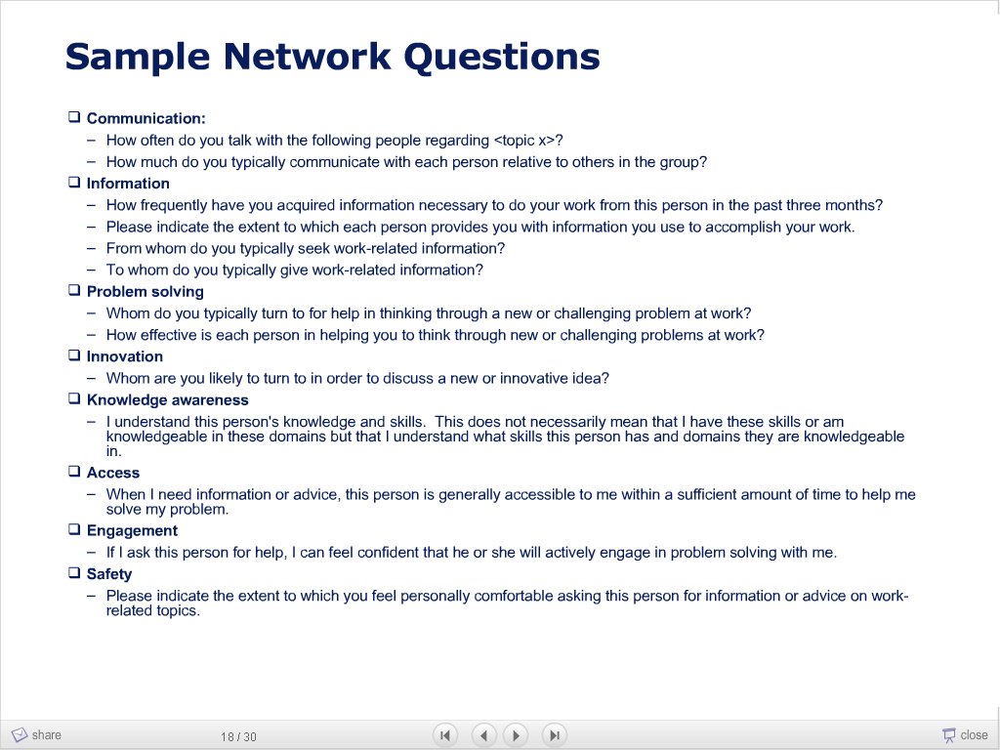 Sample Network Questions
❑ Communication:
– How often do you talk with the following people regarding <topic x>?
– How much do you typically communicate with each person relative to others in the group?
❑ Information
– How frequently have you acquired information necessary to do your work from this person in the past three months?
– Please indicate the extent to which each person provides you with information you use to accomplish your work.
– From whom do you typically seek work-related information?
– To whom do you typically give work-related information?
❑ Problem solving
– Whom do you typically turn to for help in thinking through a new or challenging problem at work?
– How effective is each person in helping you to think through new or challenging problems at work?
❑ Innovation
– Whom are you likely to turn to in order to discuss a new or innovative idea?
❑ Knowledge awareness
– I understand this person's knowledge and skills.  This does not necessarily mean that I have these skills or am
knowledgeable in these domains but that I understand what skills this person has and domains they are knowledgeable
in.
❑ Access
– When I need information or advice, this person is generally accessible to me within a sufficient amount of time to help me
solve my problem.
❑ Engagement
– If I ask this person for help, I can feel confident that he or she will actively engage in problem solving with me.
❑ Safety
– Please indicate the extent to which you feel personally comfortable asking this person for information or advice on work-
related topics.
share
18 / 30
close